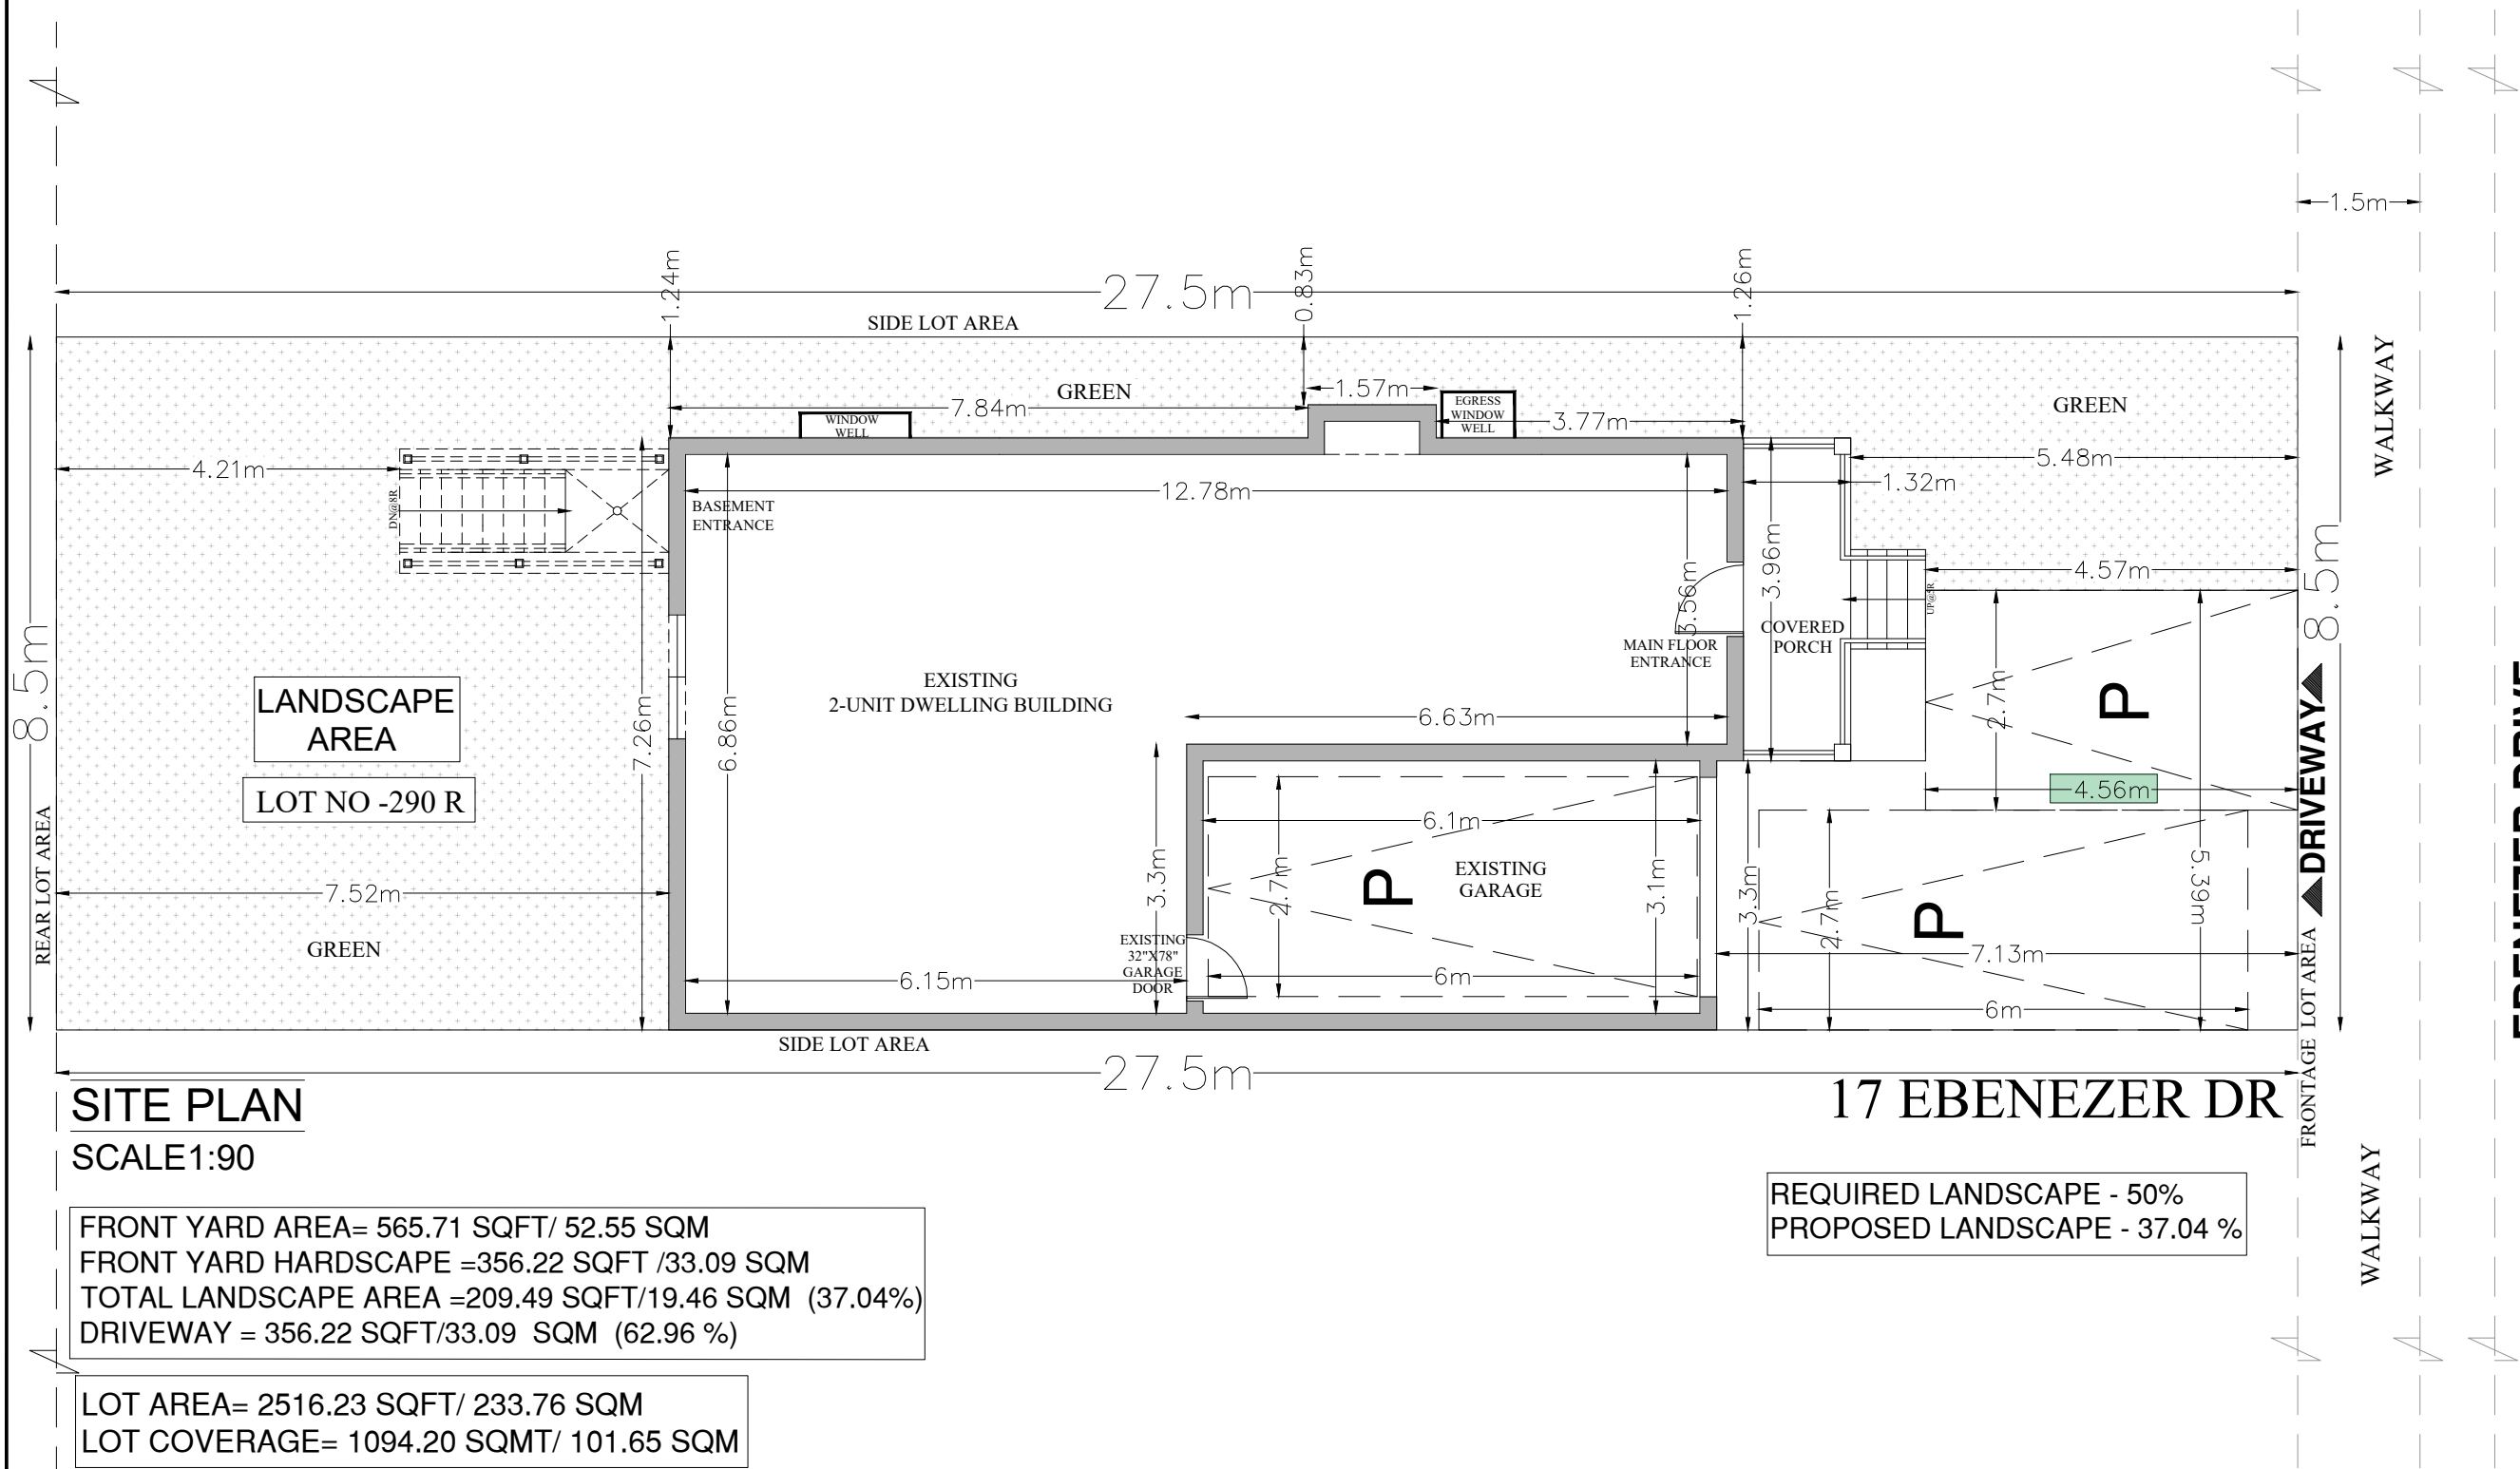 1.5m
1.24m
27.5m
0.83m
1.26m
SIDE LOT AREA
WALKWAY
GREEN
1.57m
7.84m
WINDOW
WELL
EGRESS
WINDOW
WELL
3.77m
GREEN
4.21m
5.48m
12.78m
1.32m
DN@8R
BASEMENT
ENTRANCE
3.56m
3.96m
4.57m
UP@5R
8.5m
8.5m
COVERED
PORCH
MAIN FLOOR
ENTRANCE
EXISTING
2-UNIT DWELLING BUILDING
LANDSCAPE
AREA
LOT NO -290 R
7.26m
6.86m
6.63m
2.7m
P
4.56m
DRIVEWAY
EBENEZER DRIVE
6.1m
EXISTING
GARAGE
P
2.7m
3.3m
3.1m
3.3m
2.7m
P
5.39m
7.52m
REAR LOT AREA
GREEN
EXISTING
32"X78"
GARAGE
DOOR
7.13m
6.15m
6m
6m
FRONTAGE LOT AREA
SIDE LOT AREA
27.5m
SITE PLAN
SCALE1:90
17 EBENEZER DR
WALKWAY
REQUIRED LANDSCAPE - 50%
PROPOSED LANDSCAPE - 37.04 %
FRONT YARD AREA= 565.71 SQFT/ 52.55 SQM
FRONT YARD HARDSCAPE =356.22 SQFT /33.09 SQM
TOTAL LANDSCAPE AREA =209.49 SQFT/19.46 SQM (37.04%)
DRIVEWAY = 356.22 SQFT/33.09 SQM (62.96 %)
LOT AREA= 2516.23 SQFT/ 233.76 SQM
LOT COVERAGE= 1094.20 SQMT/ 101.65 SQM